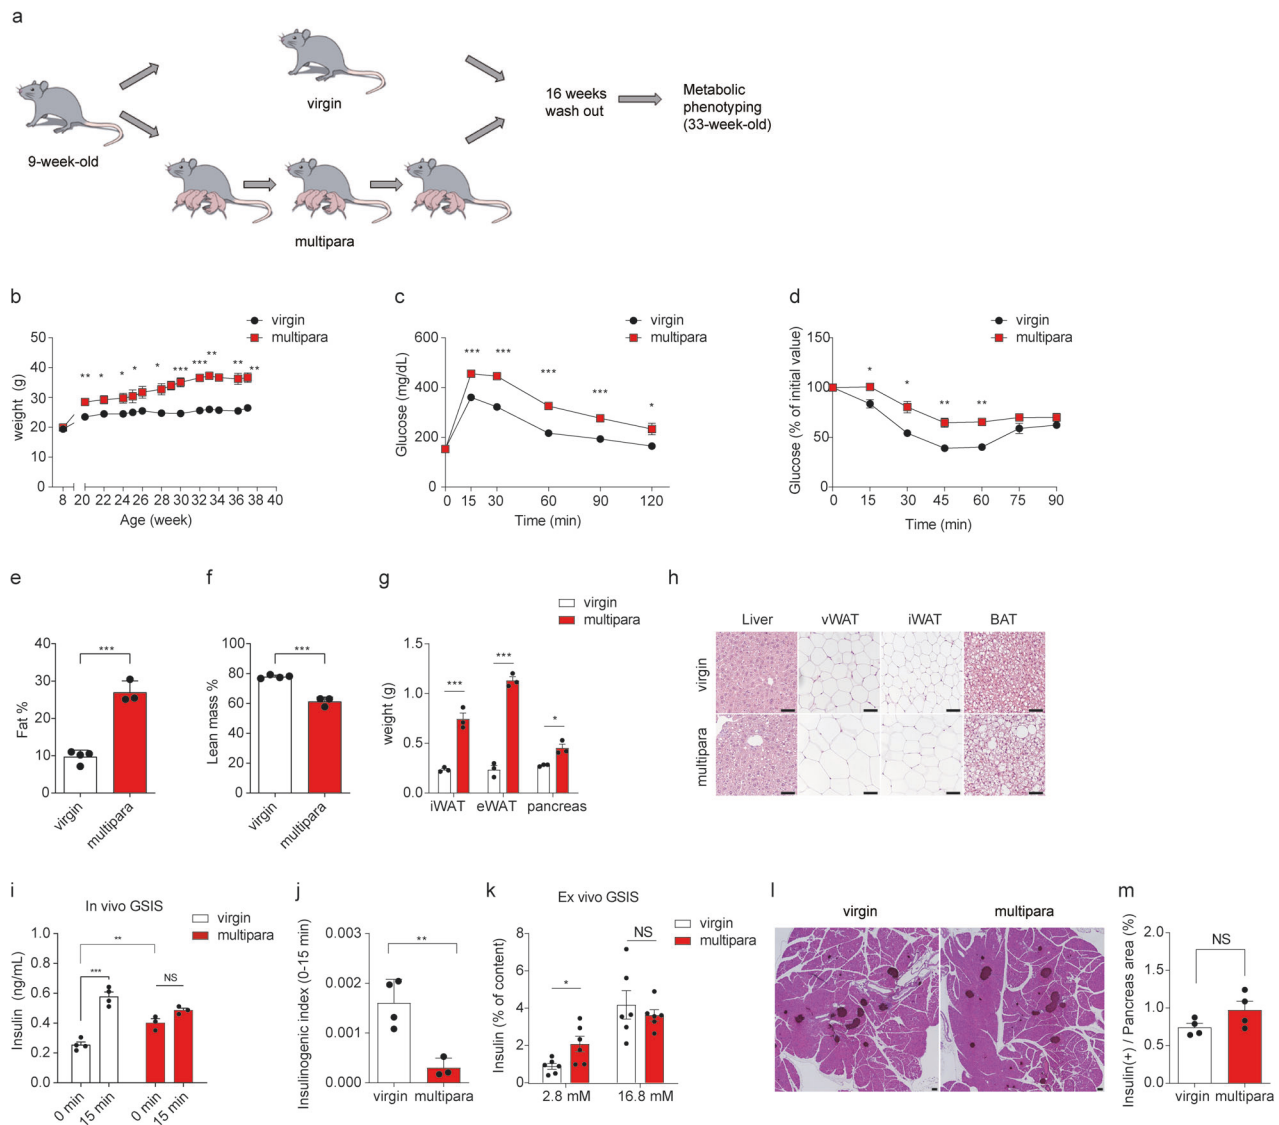 a
virgin
9-week-old
multipara
16 weeks
wash out
Metabolic
phenotyping
(33-week-old)
b
virgin
multipara
weight (g)
50
40
30
20
10
0
** * * * * *** *** ** ** **
8 20 22 24 26 28 30 32 34 36 38 40
Age (week)
c
virgin
multipara
Glucose (mg/dL)
600
400
200
0
*** *** *** *** *
0 15 30 60 90 120
Time (min)
d
virgin
multipara
Glucose (% of initial value)
150
100
50
0
* * ** **
0 15 30 45 60 75 90
Time (min)
e
Fat %
40
30
20
10
0
***
virgin
multipara
f
Lean mass %
100
80
60
40
20
0
***
virgin
multipara
g
virgin
multipara
weight (g)
1.5
1.0
0.5
0.0
*** *** *
iWAT eWAT pancreas
h
Liver vWAT iWAT BAT
virgin
multipara
i
In vivo GSIS
virgin
multipara
Insulin (ng/mL)
1.0
0.8
0.6
0.4
0.2
0.0
**
*** NS
0 min 15 min 0 min 15 min
j
Insulinogenic index (0-15 min)
0.003
0.002
0.001
0.000
**
virgin multipara
k
Ex vivo GSIS
virgin
multipara
Insulin (% of content)
8
6
4
2
0
* NS
2.8 mM 16.8 mM
l
virgin multipara
m
Insulin(+) / Pancreas area (%)
2.0
1.5
1.0
0.5
0.0
NS
virgin multipara